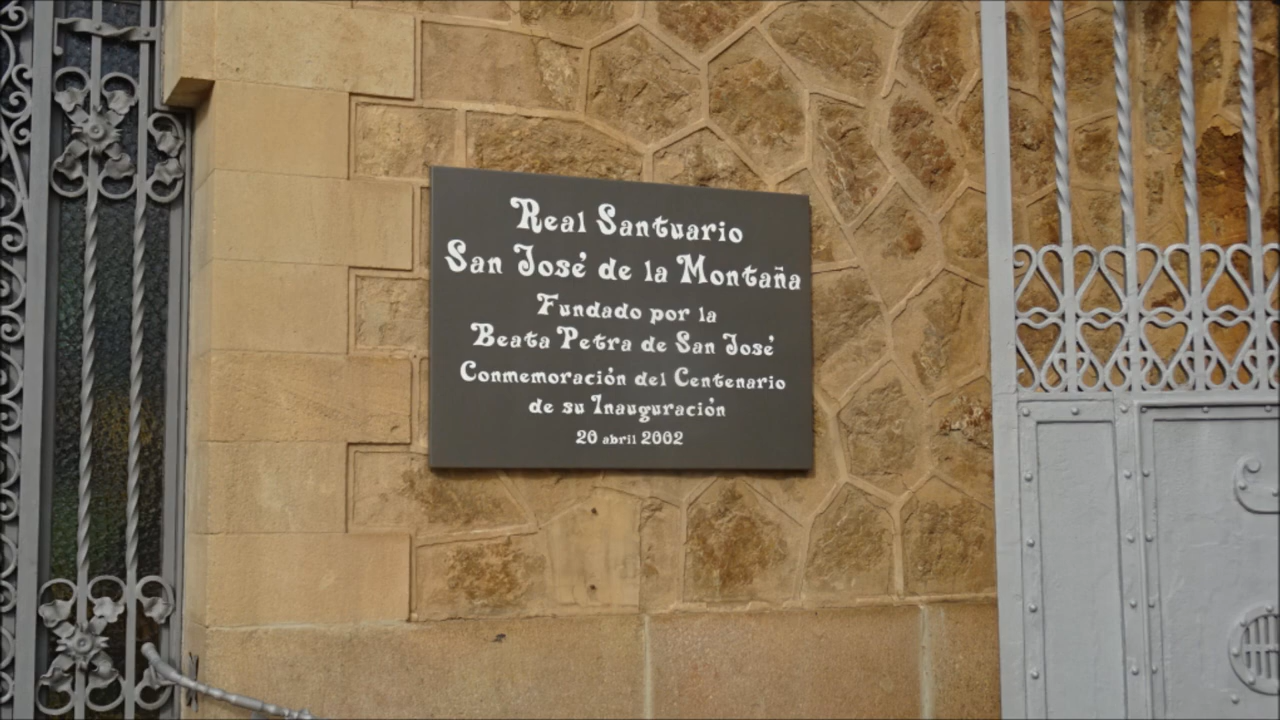 Real Santuario
San José de la Montaña
Fundado por la
Beata Petra de San José
Conmemoración del Centenario
de su Inauguración
20 abril 2002